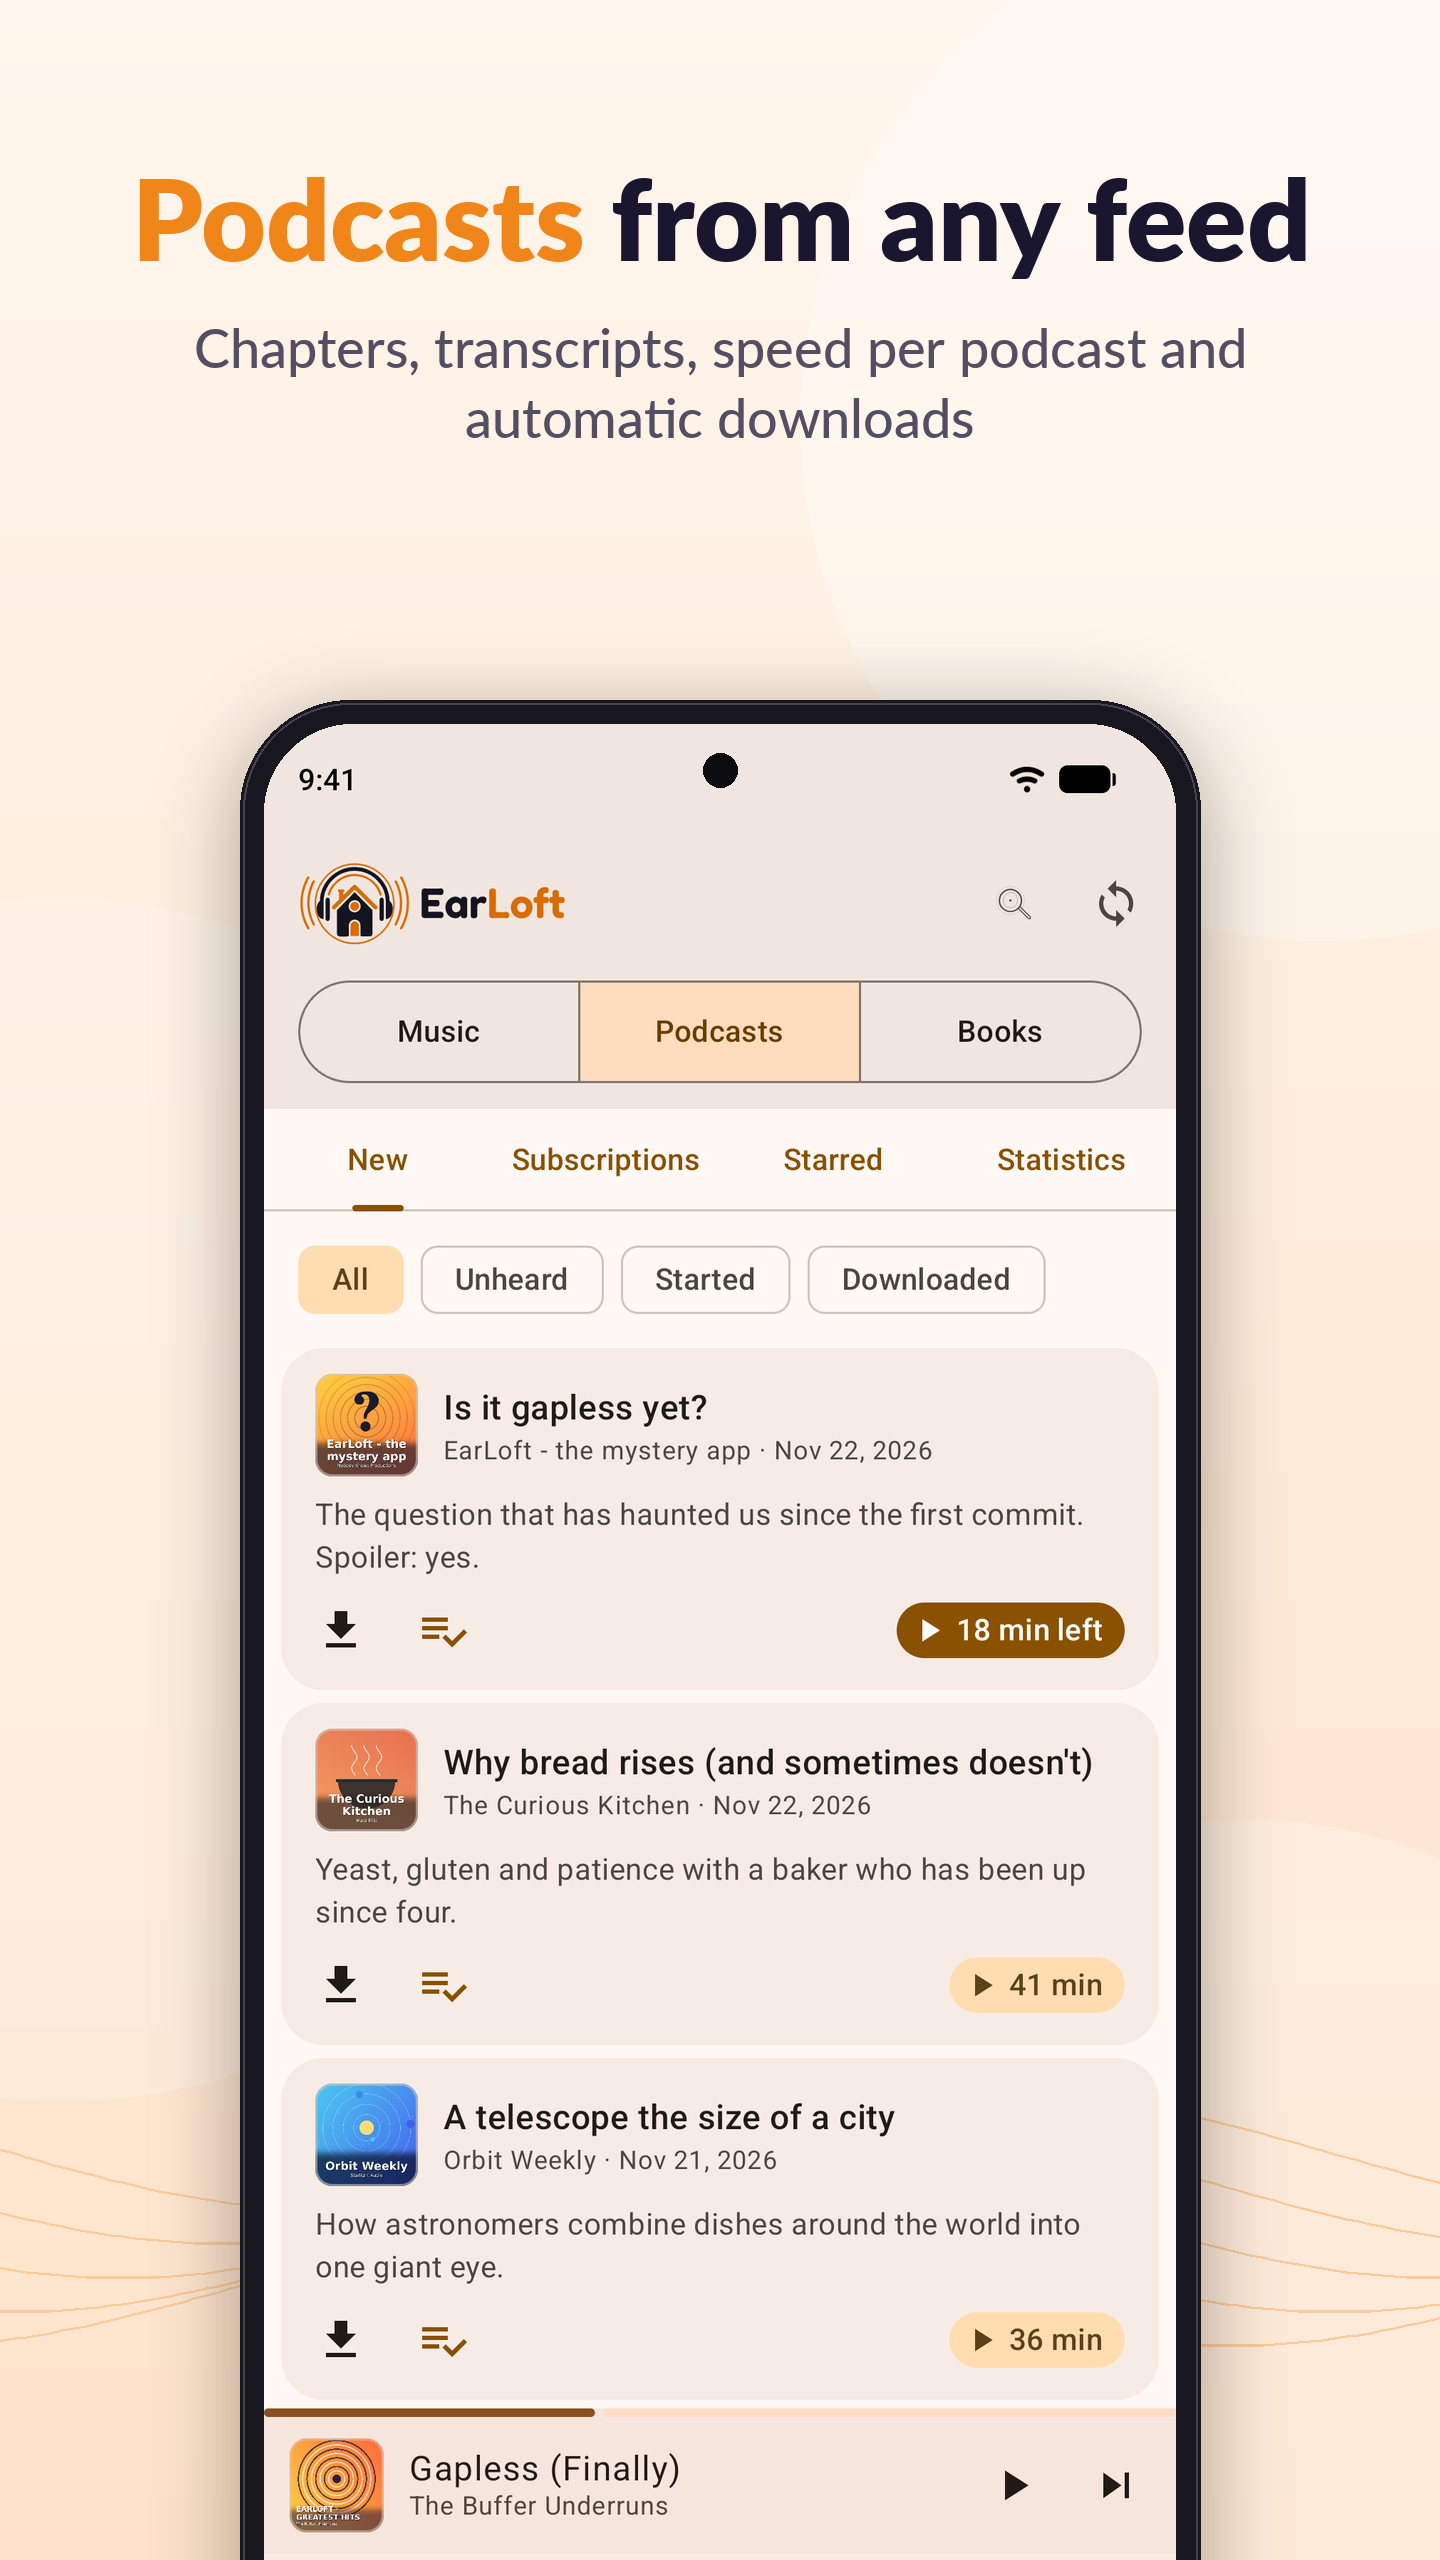 Podcasts from any feed
Chapters, transcripts, speed per podcast and
automatic downloads
9:41
EarLoft
Music
Podcasts
Books
New
Subscriptions
Starred
Statistics
All
Unheard
Started
Downloaded
?
EarLoft - the
mystery app
Is it gapless yet?
EarLoft - the mystery app · Nov 22, 2026
The question that has haunted us since the first commit.
Spoiler: yes.
18 min left
The Curious
Kitchen
Why bread rises (and sometimes doesn't)
The Curious Kitchen · Nov 22, 2026
Yeast, gluten and patience with a baker who has been up
since four.
41 min
Orbit Weekly
A telescope the size of a city
Orbit Weekly · Nov 21, 2026
How astronomers combine dishes around the world into
one giant eye.
36 min
EARLOFT
GREATEST HITS
Gapless (Finally)
The Buffer Underruns